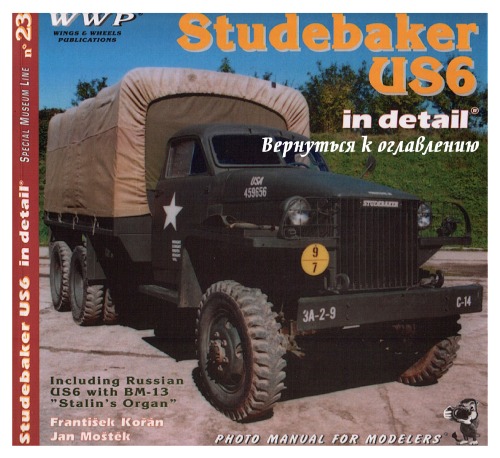 Studebaker US6 in detail® SPECIAL MUSEUM LINE n° 23
WWP®
WINGS & WHEELS
PUBLICATIONS
Studebaker
US6
in detail®
Вернуться к оглавлению
USA
459656
STUDEBAKER
9
7
3A-2-9
C-14
Including Russian
US6 with BM-13
"Stalin's Organ"
František Kořán
Jan Mošťek
PHOTO MANUAL FOR MODELERS